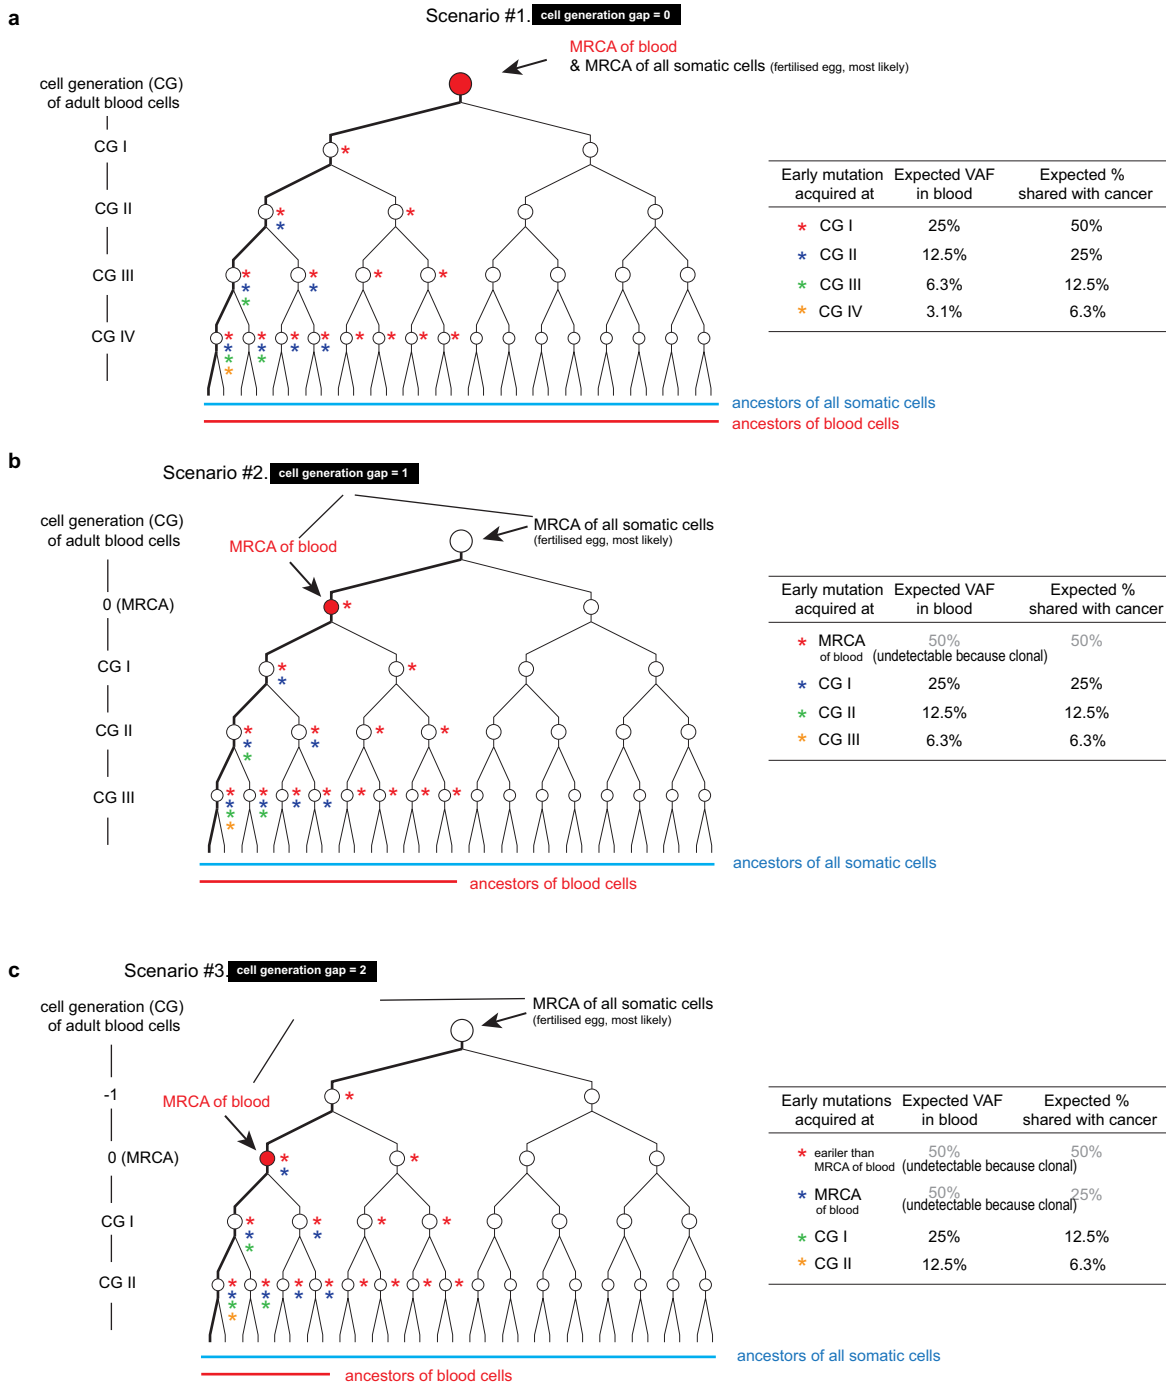 a
Scenario #1. cell generation gap = 0
MRCA of blood
& MRCA of all somatic cells (fertilised egg, most likely)
cell generation (CG)
of adult blood cells
CG I
CG II
CG III
CG IV
* * * * * * * * * * * * * * * * * * * * * * * * * *
Early mutation acquired at Expected VAF in blood Expected % shared with cancer
* CG I 25% 50%
* CG II 12.5% 25%
* CG III 6.3% 12.5%
* CG IV 3.1% 6.3%
ancestors of all somatic cells
ancestors of blood cells
b
Scenario #2. cell generation gap = 1
cell generation (CG)
of adult blood cells
MRCA of all somatic cells
(fertilised egg, most likely)
MRCA of blood
0 (MRCA)
CG I
CG II
CG III
Early mutation acquired at Expected VAF in blood Expected % shared with cancer
* MRCA of blood 50% (undetectable because clonal) 50%
* CG I 25% 25%
* CG II 12.5% 12.5%
* CG III 6.3% 6.3%
ancestors of all somatic cells
ancestors of blood cells
c
Scenario #3. cell generation gap = 2
cell generation (CG)
of adult blood cells
MRCA of all somatic cells
(fertilised egg, most likely)
-1
MRCA of blood
0 (MRCA)
CG I
CG II
Early mutations acquired at Expected VAF in blood Expected % shared with cancer
* eariler than MRCA of blood 50% (undetectable because clonal) 50%
* MRCA of blood 50% (undetectable because clonal) 25%
* CG I 25% 12.5%
* CG II 12.5% 6.3%
ancestors of all somatic cells
ancestors of blood cells